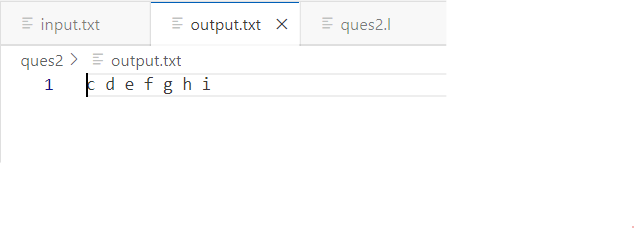 input.txt output.txt ques2.l
ques2 > output.txt
1 c d e f g h i